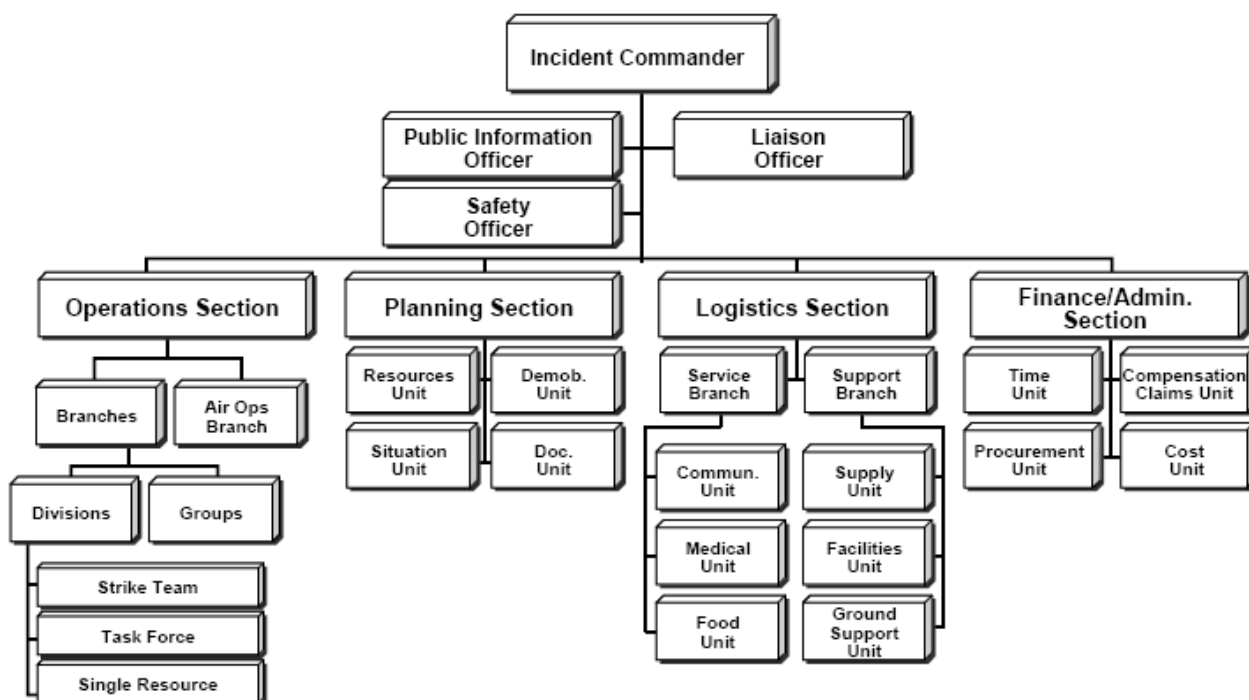 Incident Commander
Public Information
Officer
Liaison
Officer
Safety
Officer
Operations Section
Planning Section
Logistics Section
Finance/Admin.
Section
Branches
Air Ops
Branch
Divisions
Groups
Strike Team
Task Force
Single Resource
Resources
Unit
Demob.
Unit
Situation
Unit
Doc.
Unit
Service
Branch
Support
Branch
Commun.
Unit
Supply
Unit
Medical
Unit
Facilities
Unit
Food
Unit
Ground
Support
Unit
Time
Unit
Compensation
Claims Unit
Procurement
Unit
Cost
Unit